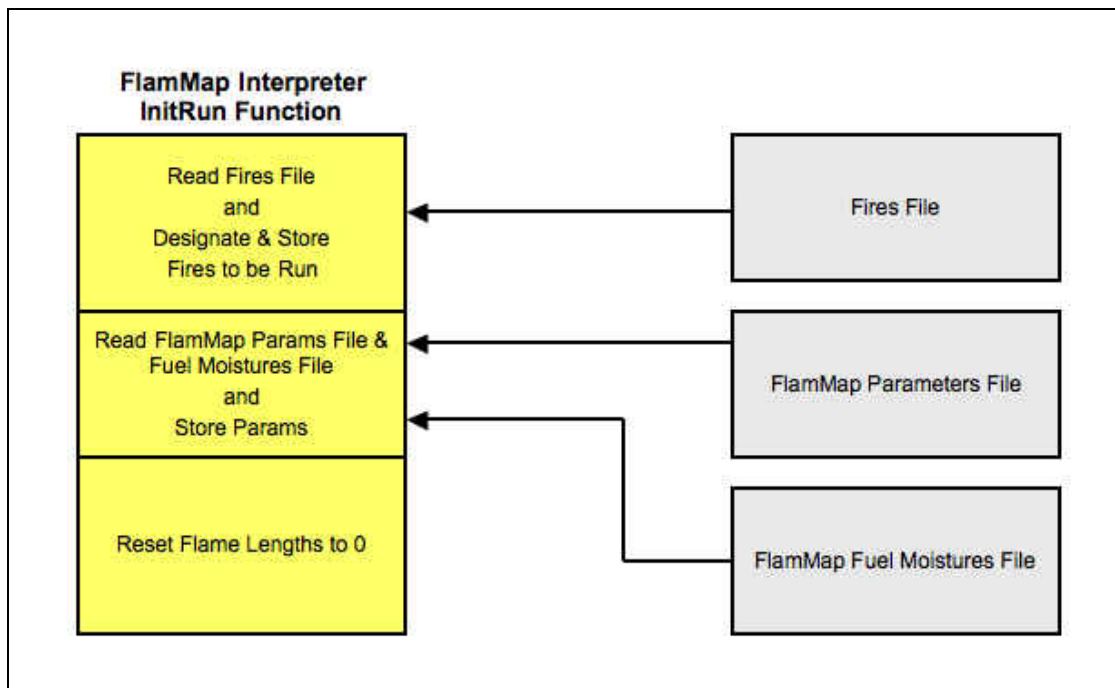 FlamMap Interpreter
InitRun Function
Read Fires File
and
Designate & Store
Fires to be Run
Read FlamMap Params File &
Fuel Moistures File
and
Store Params
Reset Flame Lengths to 0
Fires File
FlamMap Parameters File
FlamMap Fuel Moistures File